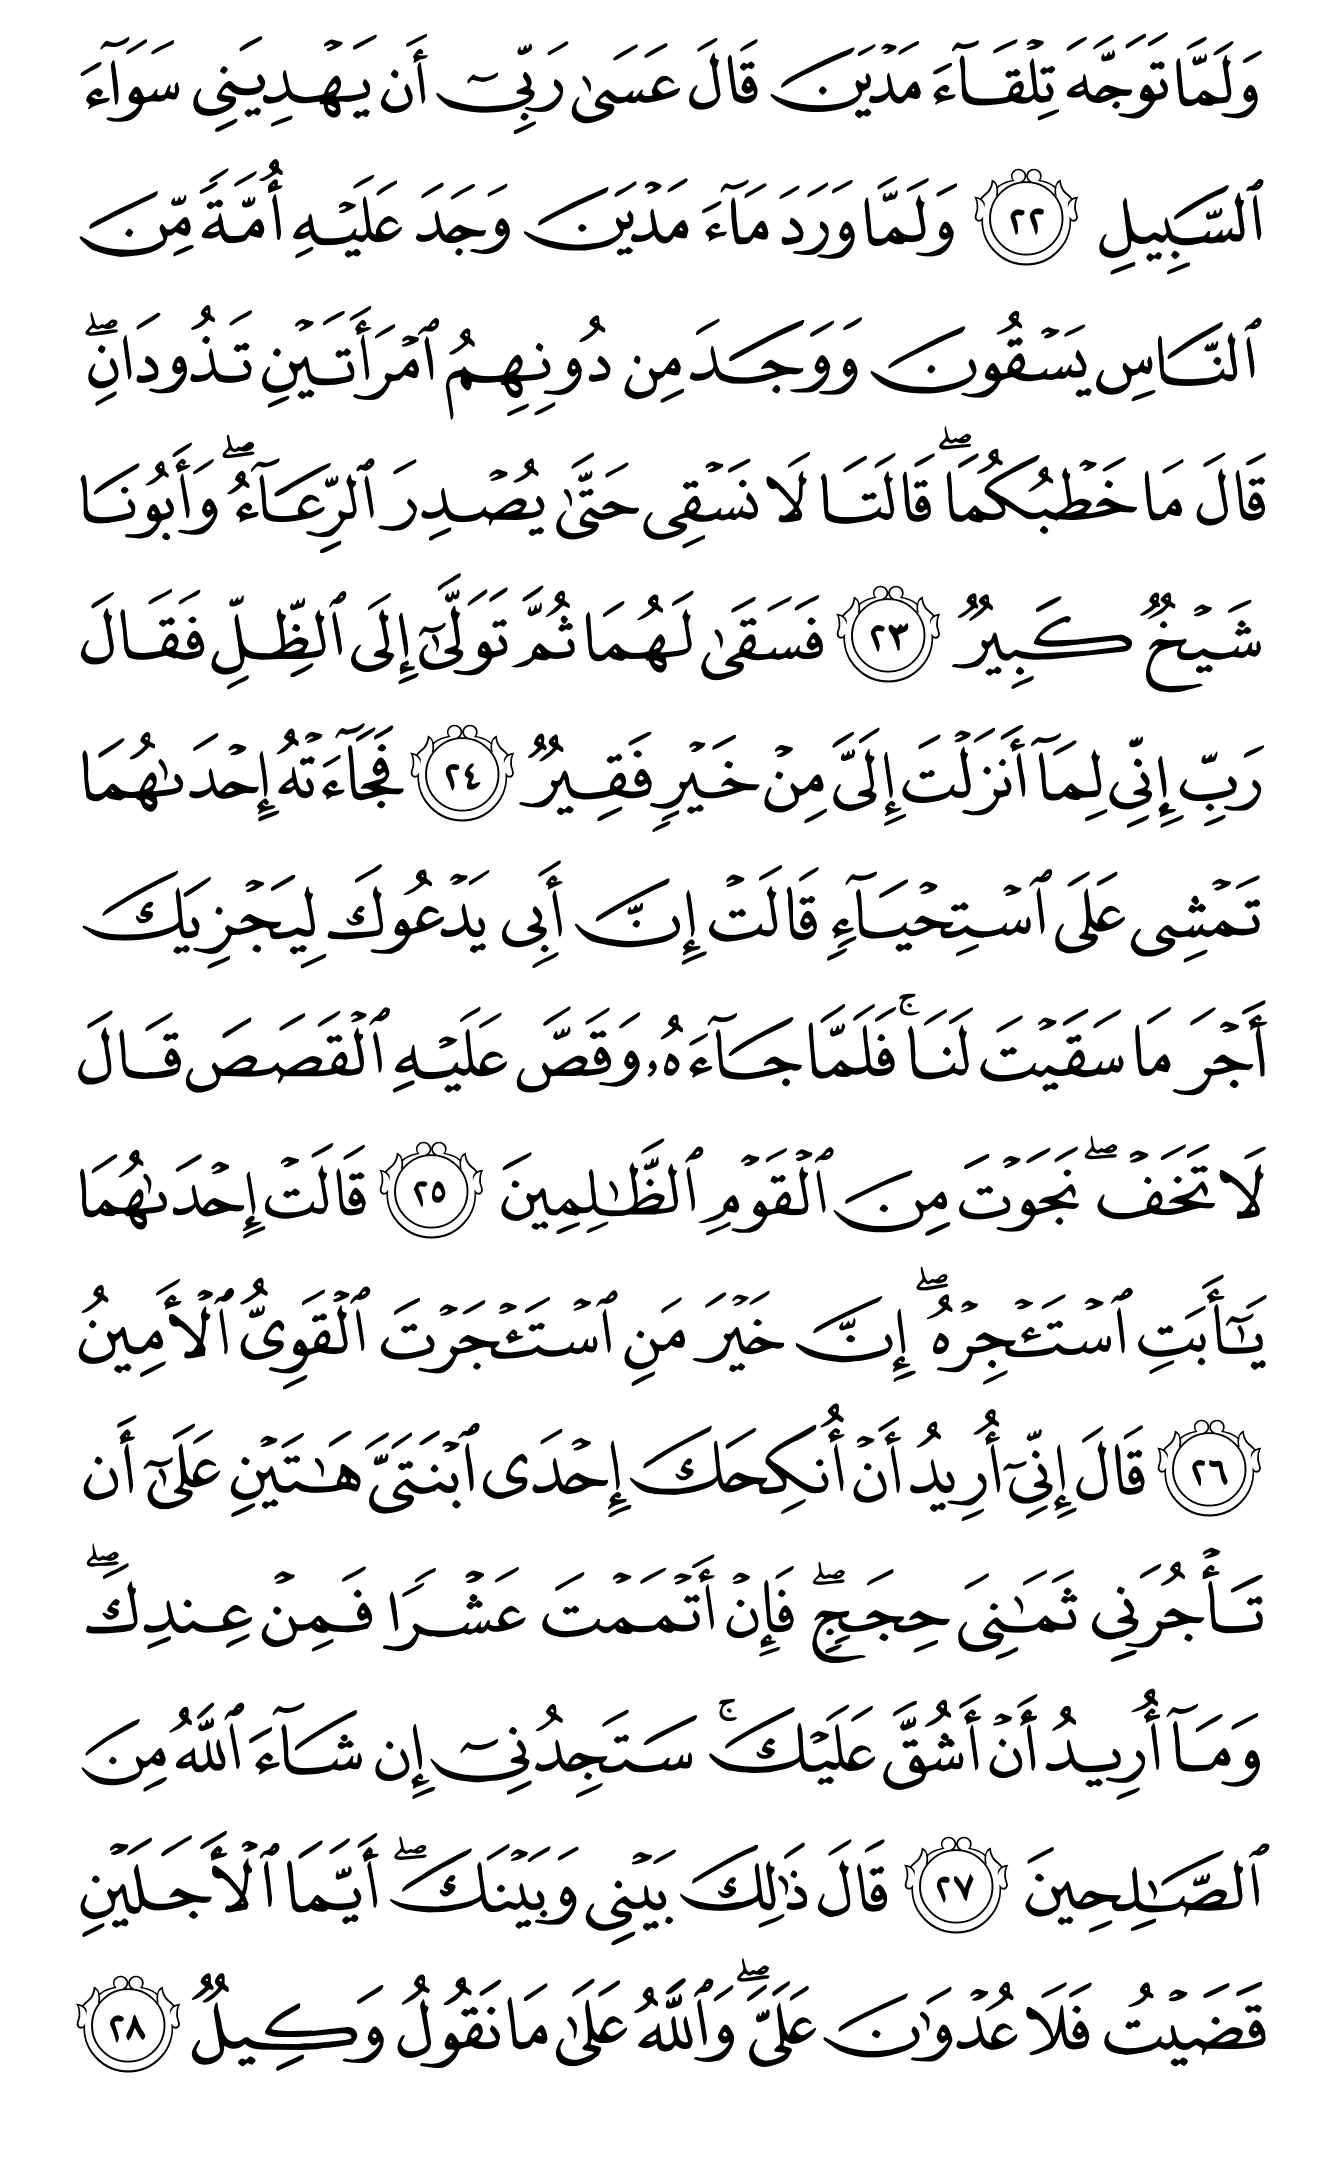 وَلَمَّا تَوَجَّهَ تِلۡقَآءَ مَدۡيَنَ قَالَ عَسَىٰ رَبِّيٓ أَن يَهۡدِيَنِي سَوَآءَ
ٱلسَّبِيلِ ٢٢ وَلَمَّا وَرَدَ مَآءَ مَدۡيَنَ وَجَدَ عَلَيۡهِ أُمَّةٗ مِّنَ
ٱلنَّاسِ يَسۡقُونَ وَوَجَدَ مِن دُونِهِمُ ٱمۡرَأَتَيۡنِ تَذُودَانِۖ
قَالَ مَا خَطۡبُكُمَاۖ قَالَتَا لَا نَسۡقِي حَتَّىٰ يُصۡدِرَ ٱلرِّعَآءُۖ وَأَبُونَا
شَيۡخٞ كَبِيرٞ ٢٣ فَسَقَىٰ لَهُمَا ثُمَّ تَوَلَّىٰٓ إِلَى ٱلظِّلِّ فَقَالَ
رَبِّ إِنِّي لِمَآ أَنزَلۡتَ إِلَيَّ مِنۡ خَيۡرٖ فَقِيرٞ ٢٤ فَجَآءَتۡهُ إِحۡدَىٰهُمَا
تَمۡشِي عَلَى ٱسۡتِحۡيَآءٖ قَالَتۡ إِنَّ أَبِي يَدۡعُوكَ لِيَجۡزِيَكَ
أَجۡرَ مَا سَقَيۡتَ لَنَاۚ فَلَمَّا جَآءَهُۥ وَقَصَّ عَلَيۡهِ ٱلۡقَصَصَ قَالَ
لَا تَخَفۡۖ نَجَوۡتَ مِنَ ٱلۡقَوۡمِ ٱلظَّٰلِمِينَ ٢٥ قَالَتۡ إِحۡدَىٰهُمَا
يَٰٓأَبَتِ ٱسۡتَـٔۡجِرۡهُۖ إِنَّ خَيۡرَ مَنِ ٱسۡتَـٔۡجَرۡتَ ٱلۡقَوِيُّ ٱلۡأَمِينُ
٢٦ قَالَ إِنِّيٓ أُرِيدُ أَنۡ أُنكِحَكَ إِحۡدَى ٱبۡنَتَيَّ هَٰتَيۡنِ عَلَىٰٓ أَن
تَأۡجُرَنِي ثَمَٰنِيَ حِجَجٖۖ فَإِنۡ أَتۡمَمۡتَ عَشۡرٗا فَمِنۡ عِندِكَۖ
وَمَآ أُرِيدُ أَنۡ أَشُقَّ عَلَيۡكَۚ سَتَجِدُنِيٓ إِن شَآءَ ٱللَّهُ مِنَ
ٱلصَّٰلِحِينَ ٢٧ قَالَ ذَٰلِكَ بَيۡنِي وَبَيۡنَكَۖ أَيَّمَا ٱلۡأَجَلَيۡنِ
قَضَيۡتُ فَلَا عُدۡوَٰنَ عَلَيَّۖ وَٱللَّهُ عَلَىٰ مَا نَقُولُ وَكِيلٞ ٢٨